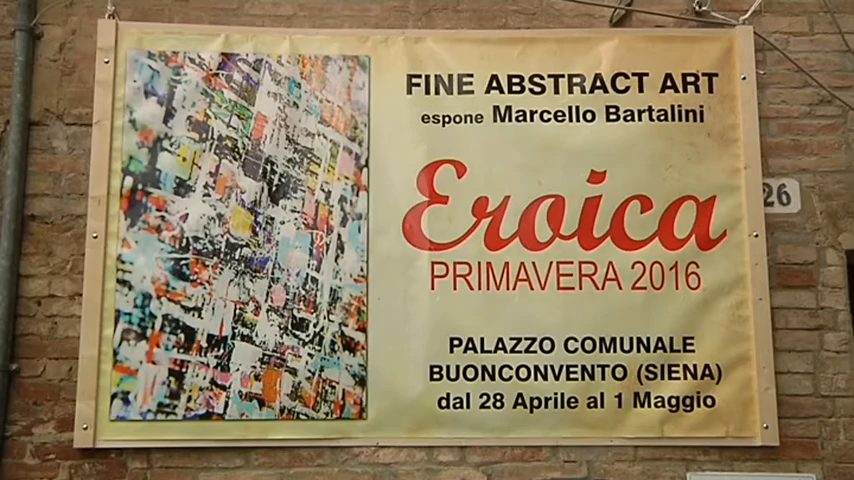 FINE ABSTRACT ART
espone Marcello Bartalini
Eroica
PRIMAVERA 2016
PALAZZO COMUNALE
BUONCONVENTO (SIENA)
dal 28 Aprile al 1 Maggio
26